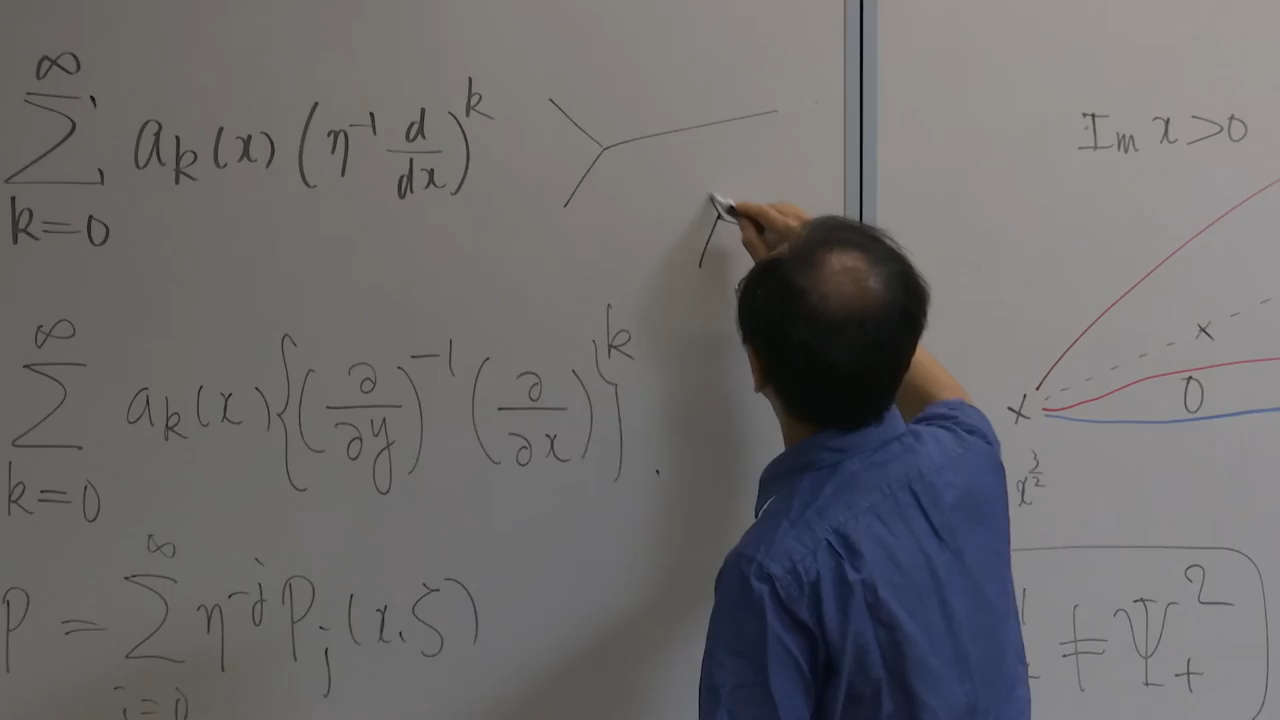 ∞
∑ a_k(x) (η^{-1} d/dx)^k
k=0
∞
∑ a_k(x) {(∂/∂y)^{-1} (∂/∂x)}^k .
k=0
∞
P = ∑ η^{-j} P_j(x.ζ)
Im x>0
x
0
x
x^{3/2}
≠ Ψ_+^2